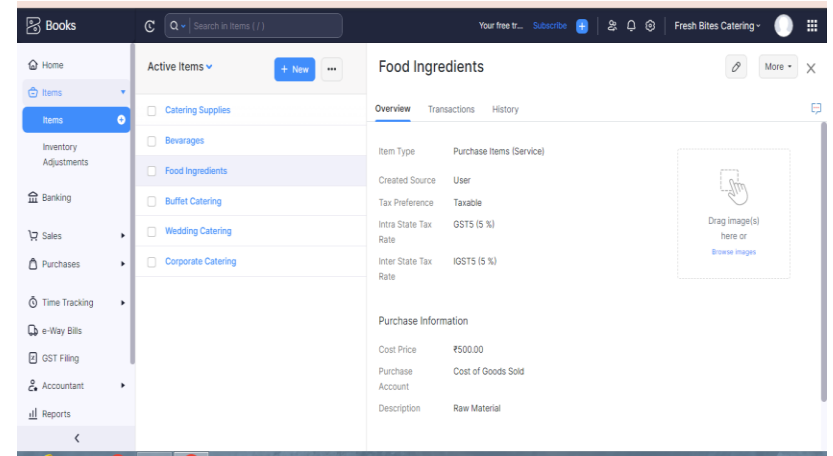 Books
Search in Items ( / )
Your free tr... Subscribe
Fresh Bites Catering
Home
Items
Items
Inventory
Adjustments
Banking
Sales
Purchases
Time Tracking
e-Way Bills
GST Filing
Accountant
Reports
Active Items
+ New
Catering Supplies
Bevarages
Food Ingredients
Buffet Catering
Wedding Catering
Corporate Catering
Food Ingredients
More
Overview Transactions History
Item Type Purchase Items (Service)
Created Source User
Tax Preference Taxable
Intra State Tax GST5 (5 %)
Rate
Inter State Tax IGST5 (5 %)
Rate
Drag image(s)
here or
Browse images
Purchase Information
Cost Price ₹500.00
Purchase Cost of Goods Sold
Account
Description Raw Material